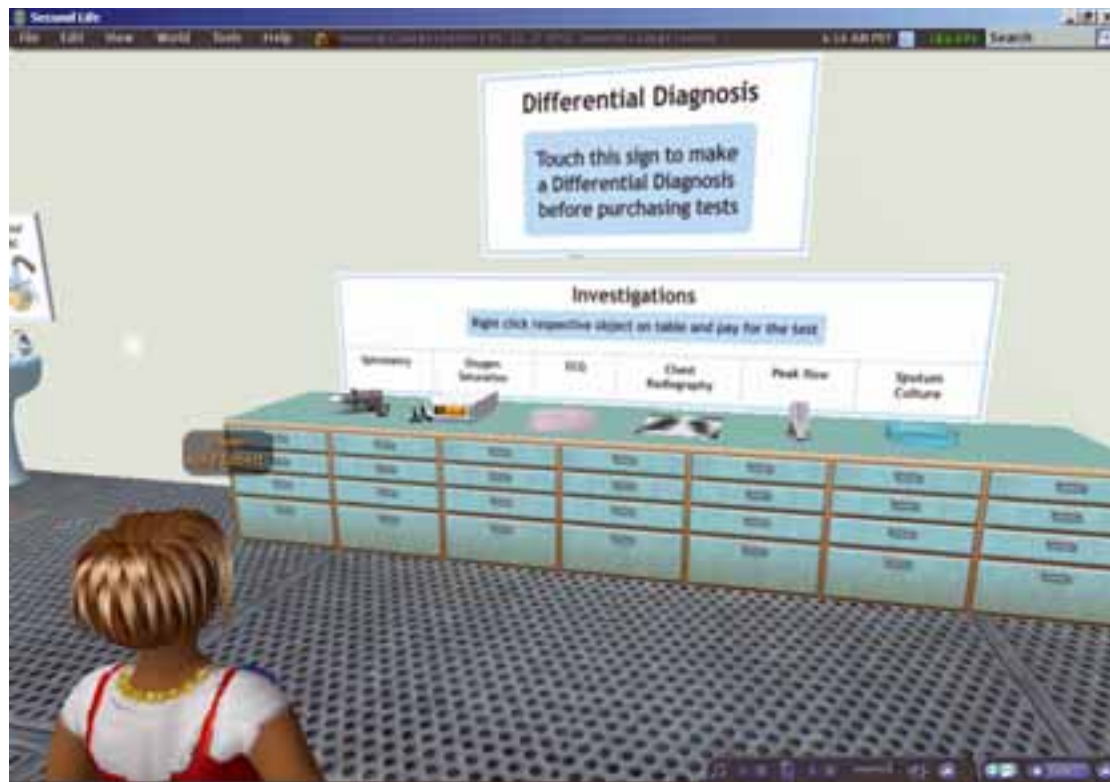 Second Life
File Edit View World Tools Help
Search
Differential Diagnosis
Touch this sign to make
a Differential Diagnosis
before purchasing tests
Investigations
Right click respective object on table and pay for the test
Spirometry
Oxygen
Saturation
ECG
Chest
Radiography
Peak flow
Sputum
Culture